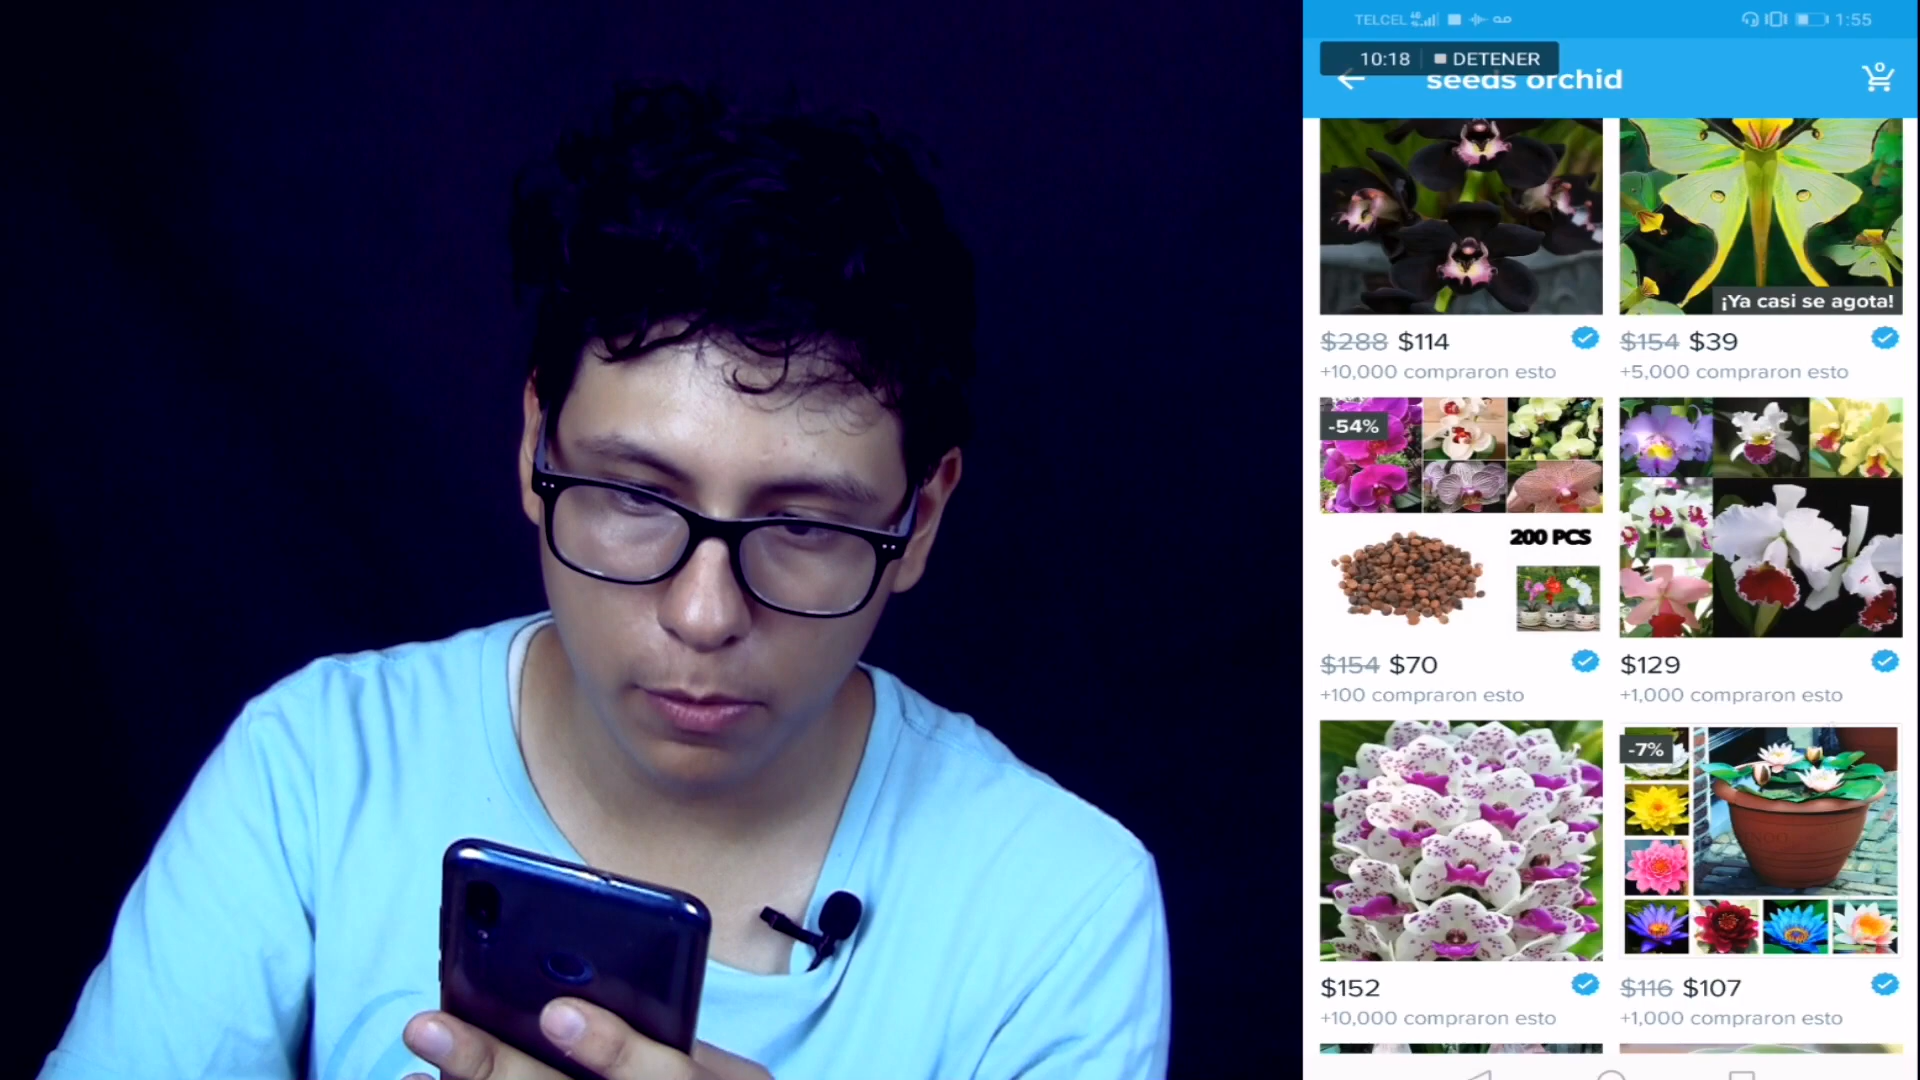 TELCEL
1:55
10:18 DETENER
seeds orchid
0
¡Ya casi se agota!
$288 $114
+10,000 compraron esto
$154 $39
+5,000 compraron esto
-54%
200 PCS
$154 $70
+100 compraron esto
$129
+1,000 compraron esto
-7%
$152
+10,000 compraron esto
$116 $107
+1,000 compraron esto